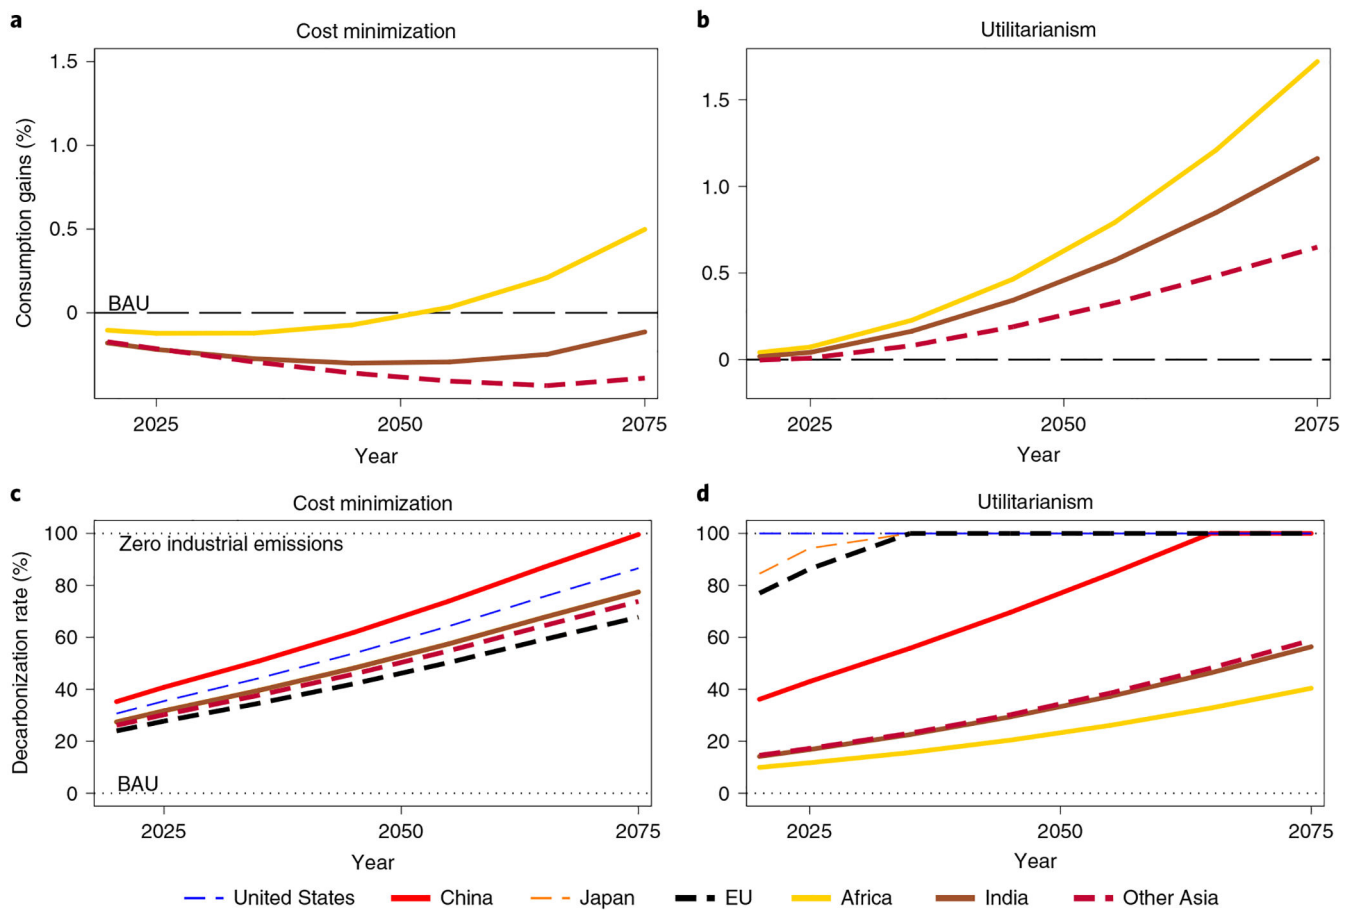 a
Cost minimization
Consumption gains (%)
1.5
1.0
0.5
0
BAU
2025
2050
2075
Year
b
Utilitarianism
1.5
1.0
0.5
0
2025
2050
2075
Year
c
Cost minimization
Decarbonization rate (%)
100
80
60
40
20
0
Zero industrial emissions
BAU
2025
2050
2075
Year
d
Utilitarianism
100
80
60
40
20
0
2025
2050
2075
Year
United States
China
Japan
EU
Africa
India
Other Asia